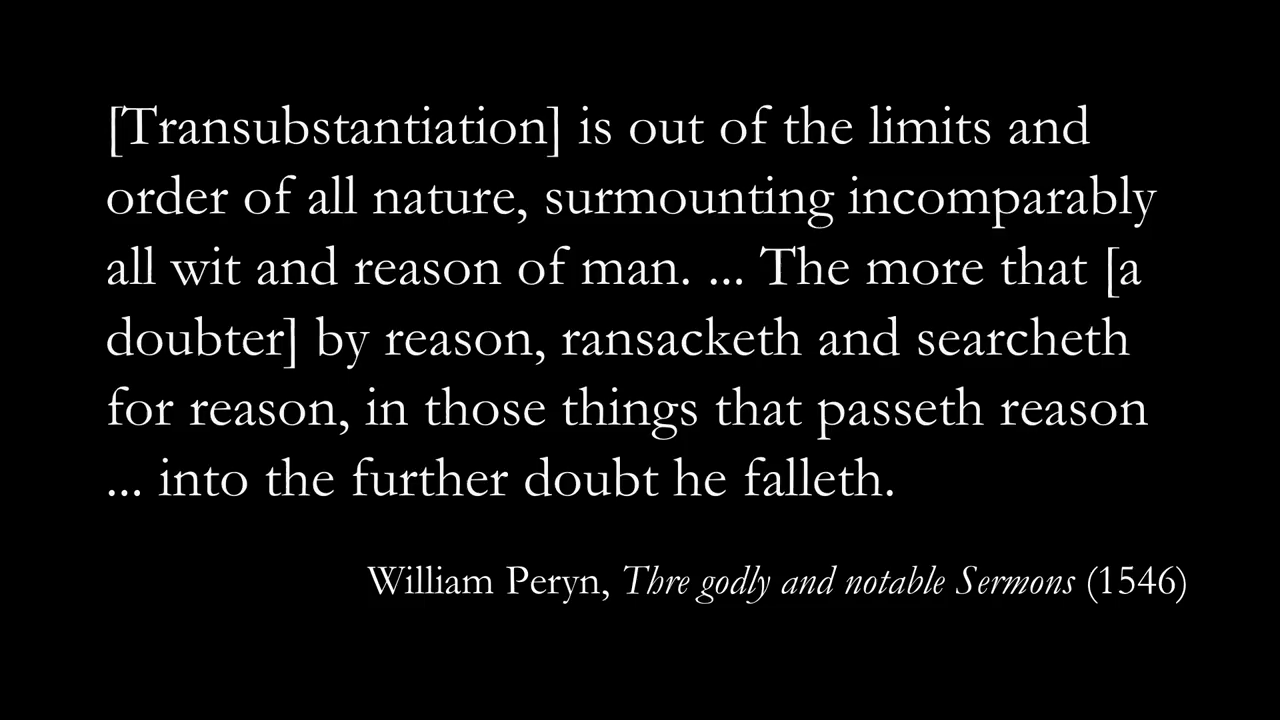 [Transubstantiation] is out of the limits and
order of all nature, surmounting incomparably
all wit and reason of man. ... The more that [a
doubter] by reason, ransacketh and searcheth
for reason, in those things that passeth reason
... into the further doubt he falleth.
William Peryn, Thre godly and notable Sermons (1546)